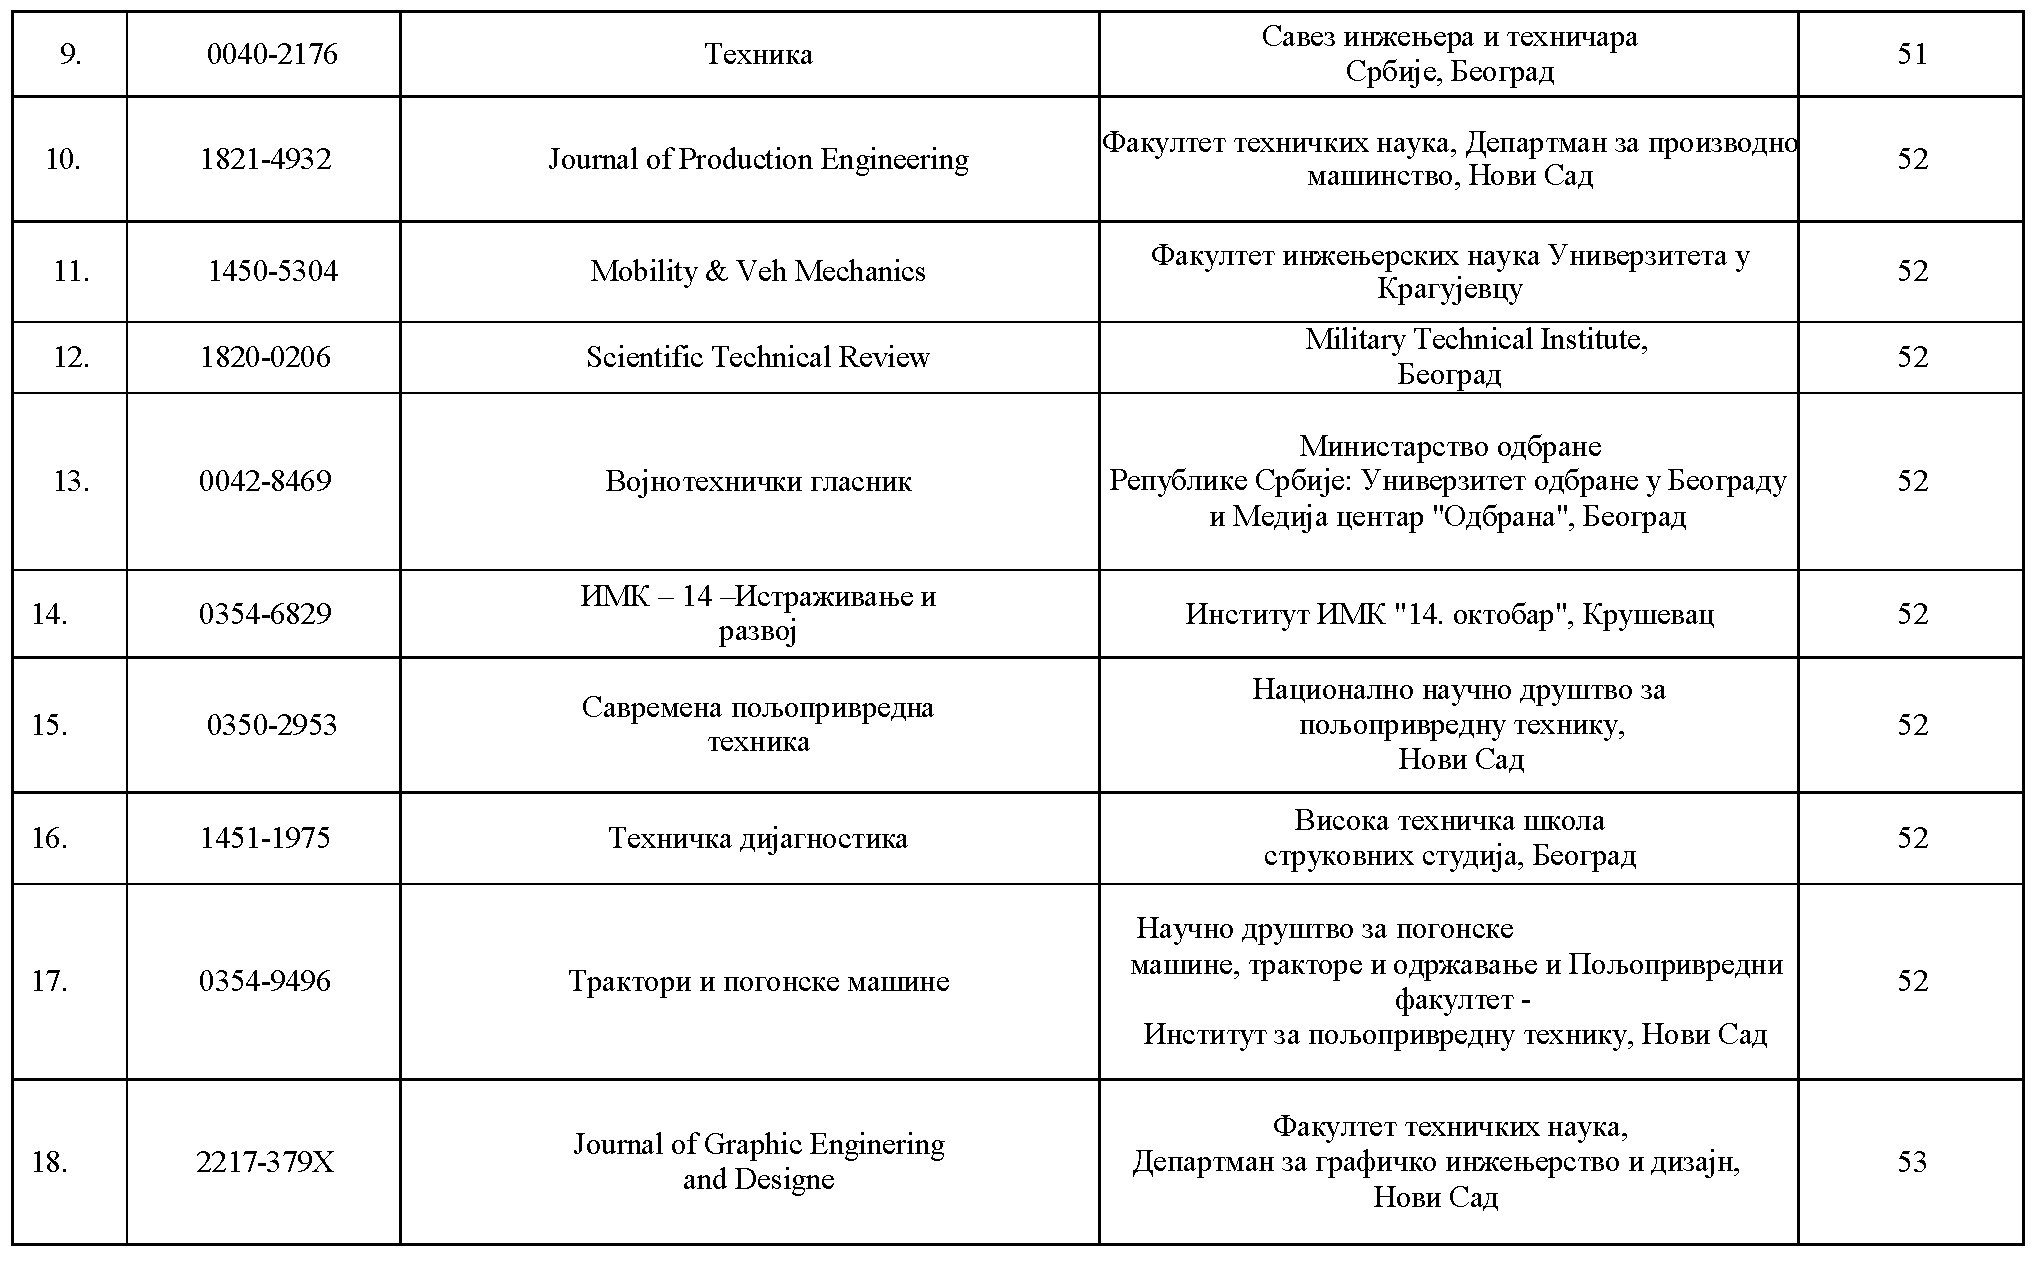 9. 0040-2176 Техника Савез инжењера и техничара
Србије, Београд 51
10. 1821-4932 Journal of Production Engineering Факултет техничких наука, Департман за производно
машинство, Нови Сад 52
11. 1450-5304 Mobility & Veh Mechanics Факултет инжењерских наука Универзитета у
Крагујевцу 52
12. 1820-0206 Scientific Technical Review Military Technical Institute,
Београд 52
13. 0042-8469 Војнотехнички гласник Министарство одбране
Републике Србије: Универзитет одбране у Београду
и Медија центар "Одбрана", Београд 52
14. 0354-6829 ИМК – 14 –Истраживање и
развој Институт ИМК "14. октобар", Крушевац 52
15. 0350-2953 Савремена пољопривредна
техника Национално научно друштво за
пољопривредну технику,
Нови Сад 52
16. 1451-1975 Техничка дијагностика Висока техничка школа
струковних студија, Београд 52
17. 0354-9496 Трактори и погонске машине Научно друштво за погонске
машине, тракторе и одржавање и Пољопривредни
факултет -
Институт за пољопривредну технику, Нови Сад 52
18. 2217-379X Journal of Graphic Enginering
and Designe Факултет техничких наука,
Департман за графичко инжењерство и дизајн,
Нови Сад 53